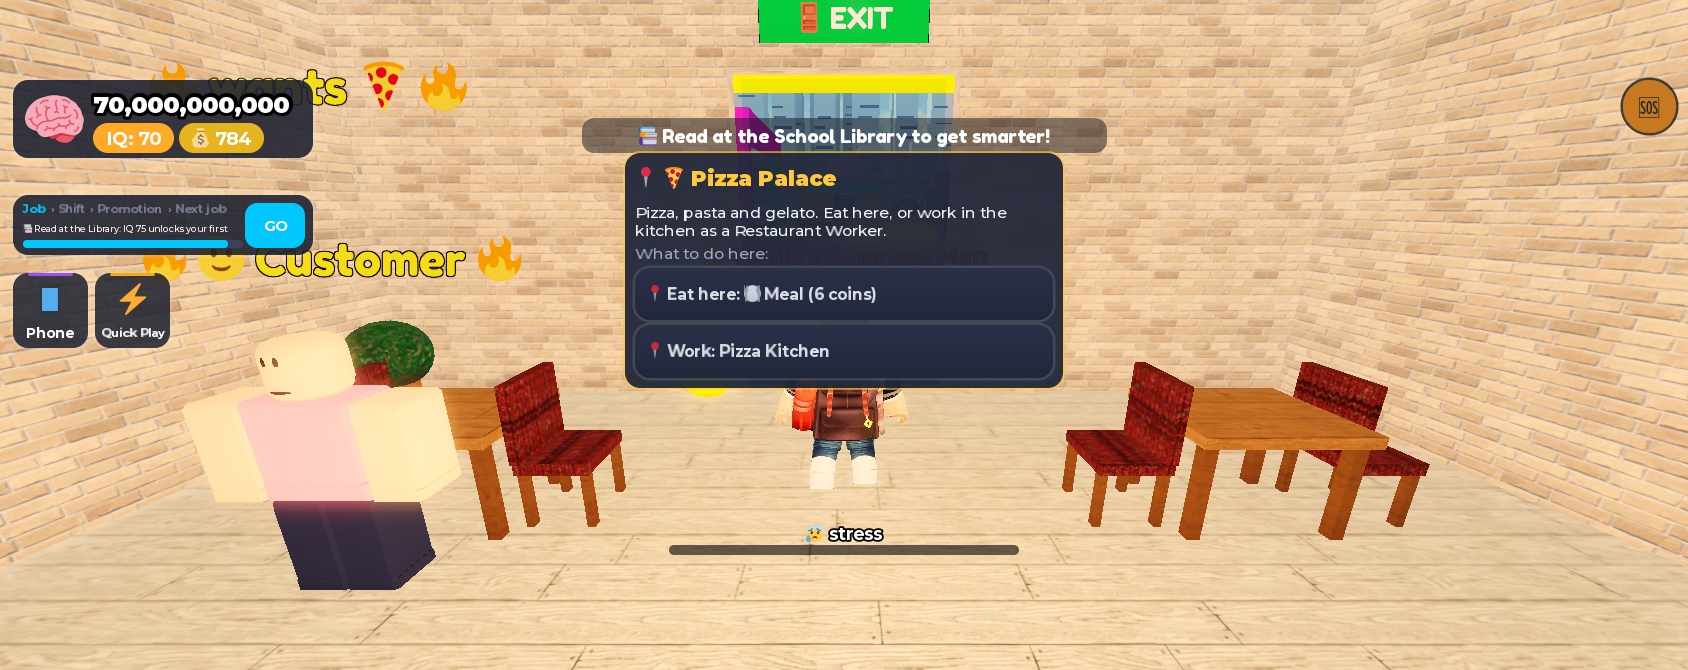 EXIT
wants
70,000,000,000
IQ: 70
784
SOS
Read at the School Library to get smarter!
Pizza Palace
Pizza, pasta and gelato. Eat here, or work in the
kitchen as a Restaurant Worker.
What to do here:
Eat here: Meal (6 coins)
Work: Pizza Kitchen
Job › Shift › Promotion › Next job
Read at the Library: IQ 75 unlocks your first
GO
Customer
Phone
Quick Play
stress